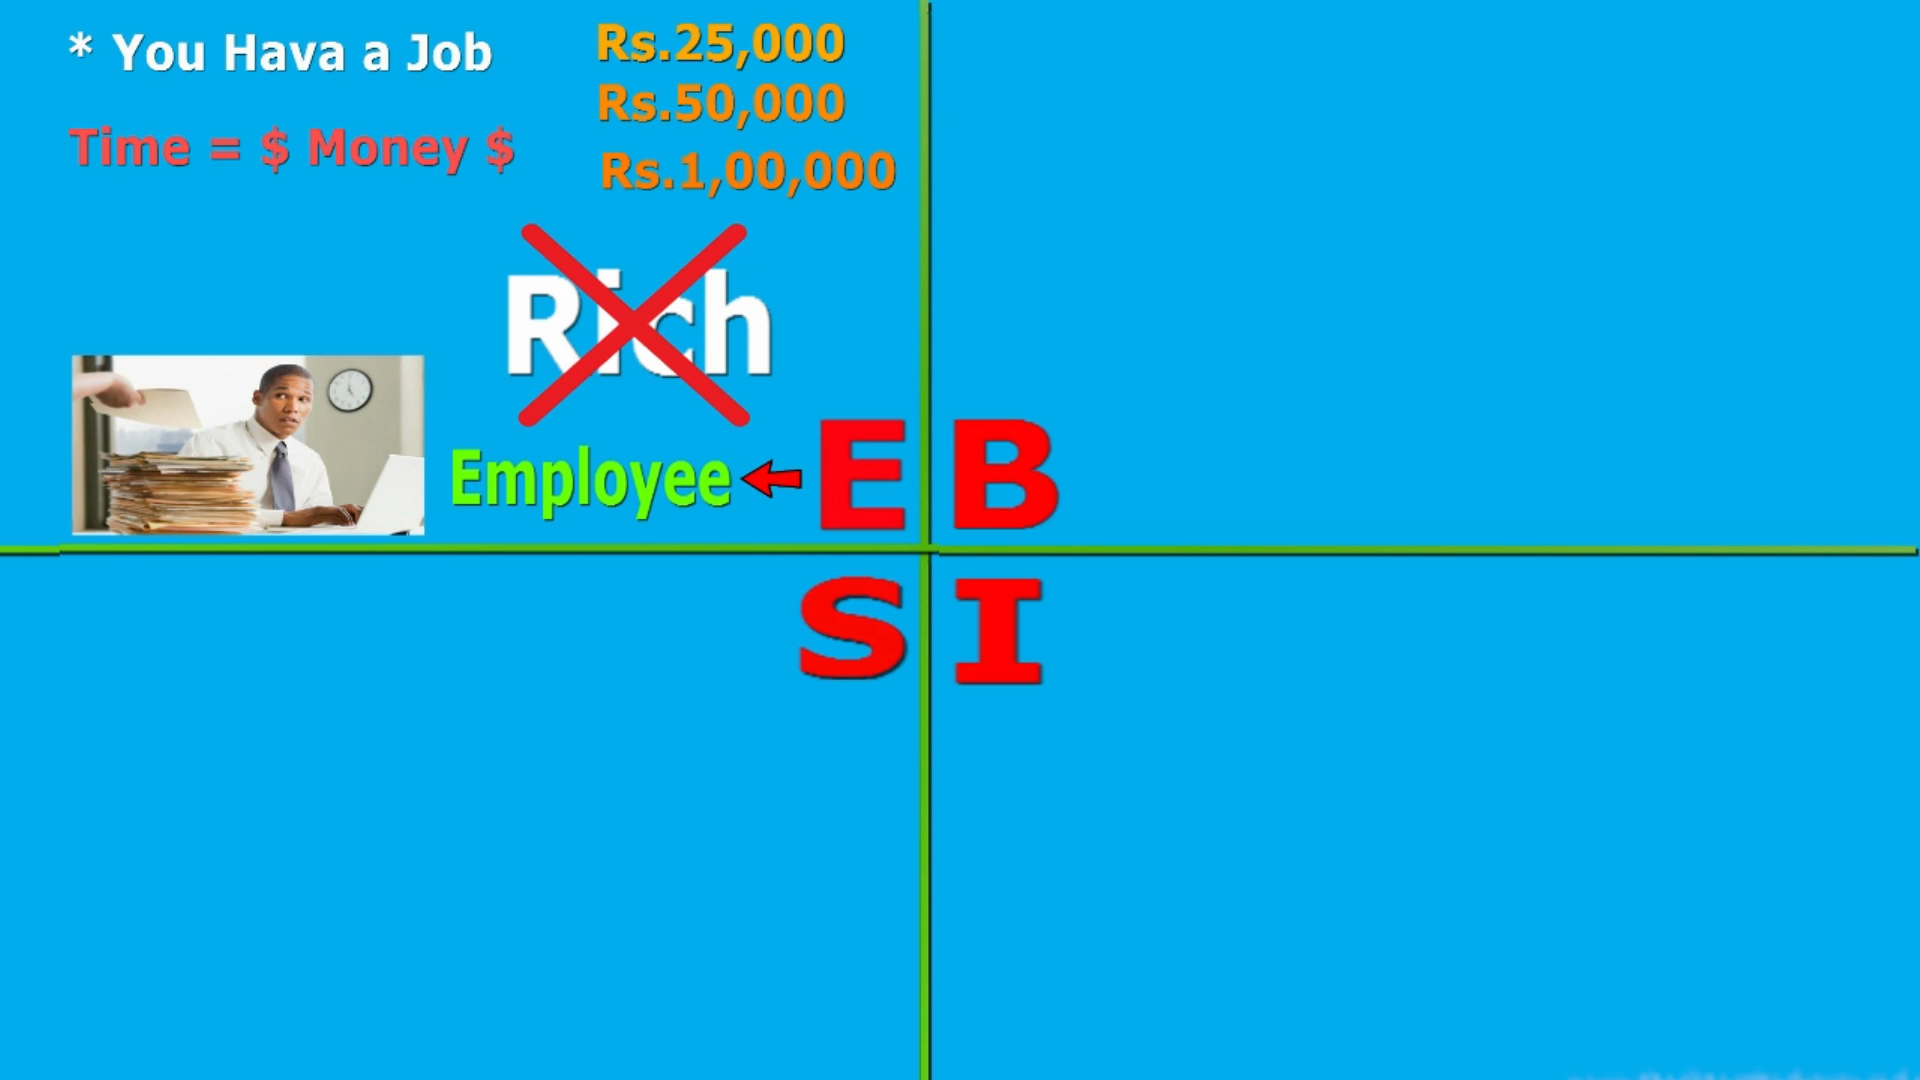 * You Hava a Job
Time = $ Money $
Rs.25,000
Rs.50,000
Rs.1,00,000
Rich
Employee
E B
S I